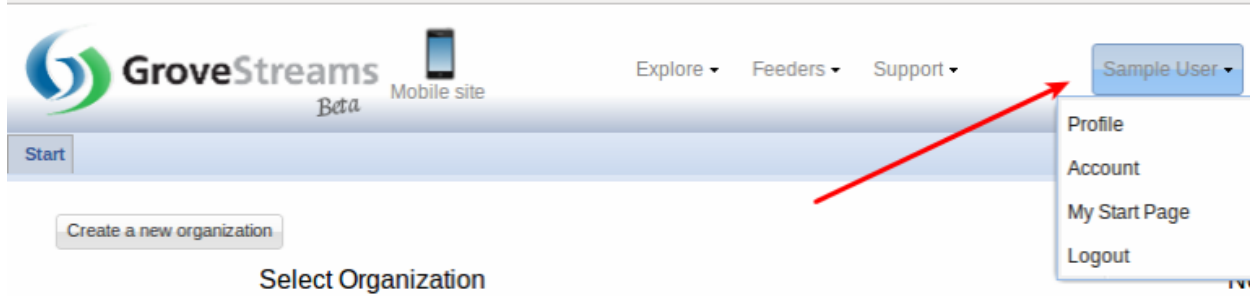 GroveStreams
Beta
Mobile site
Explore
Feeders
Support
Sample User
Profile
Account
My Start Page
Logout
Start
Create a new organization
Select Organization